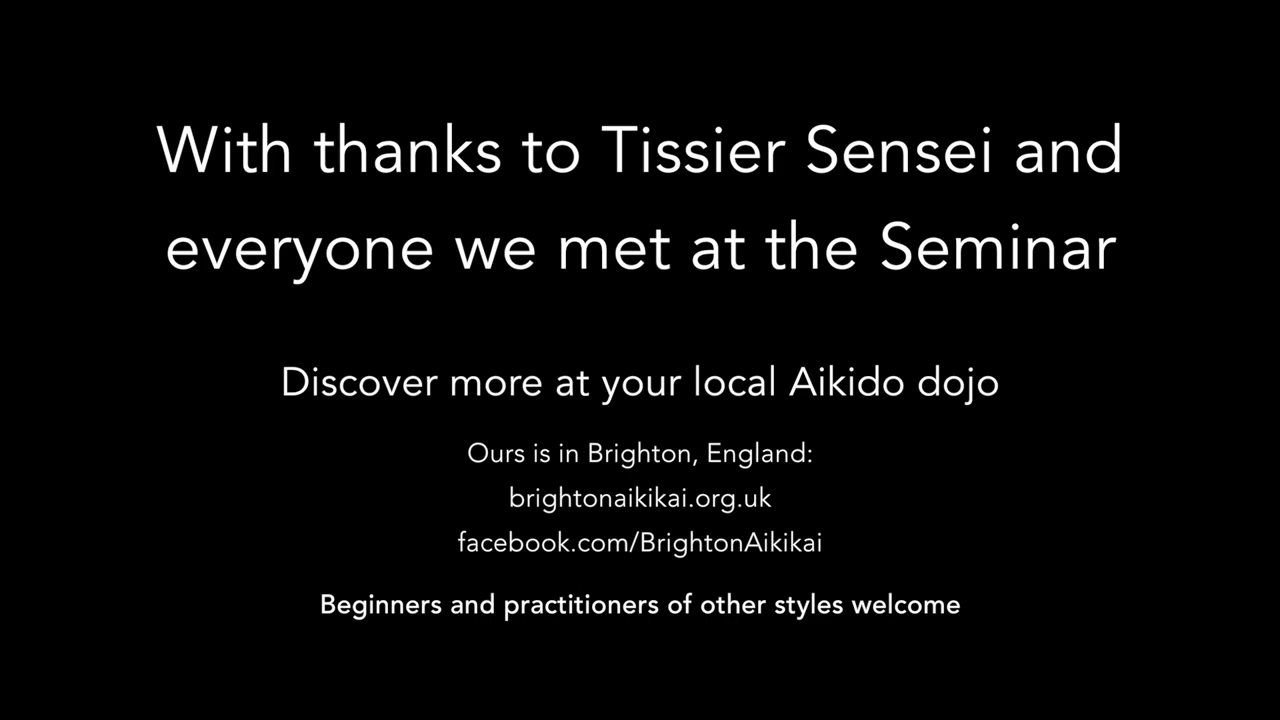 With thanks to Tissier Sensei and
everyone we met at the Seminar
Discover more at your local Aikido dojo
Ours is in Brighton, England:
brightonaikikai.org.uk
facebook.com/BrightonAikikai
Beginners and practitioners of other styles welcome